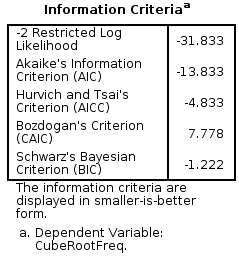 Information Criteriaa
-2 Restricted Log
Likelihood
-31.833
Akaike's Information
Criterion (AIC)
-13.833
Hurvich and Tsai's
Criterion (AICC)
-4.833
Bozdogan's Criterion
(CAIC)
7.778
Schwarz's Bayesian
Criterion (BIC)
-1.222
The information criteria are
displayed in smaller-is-better
form.
a. Dependent Variable:
CubeRootFreq.